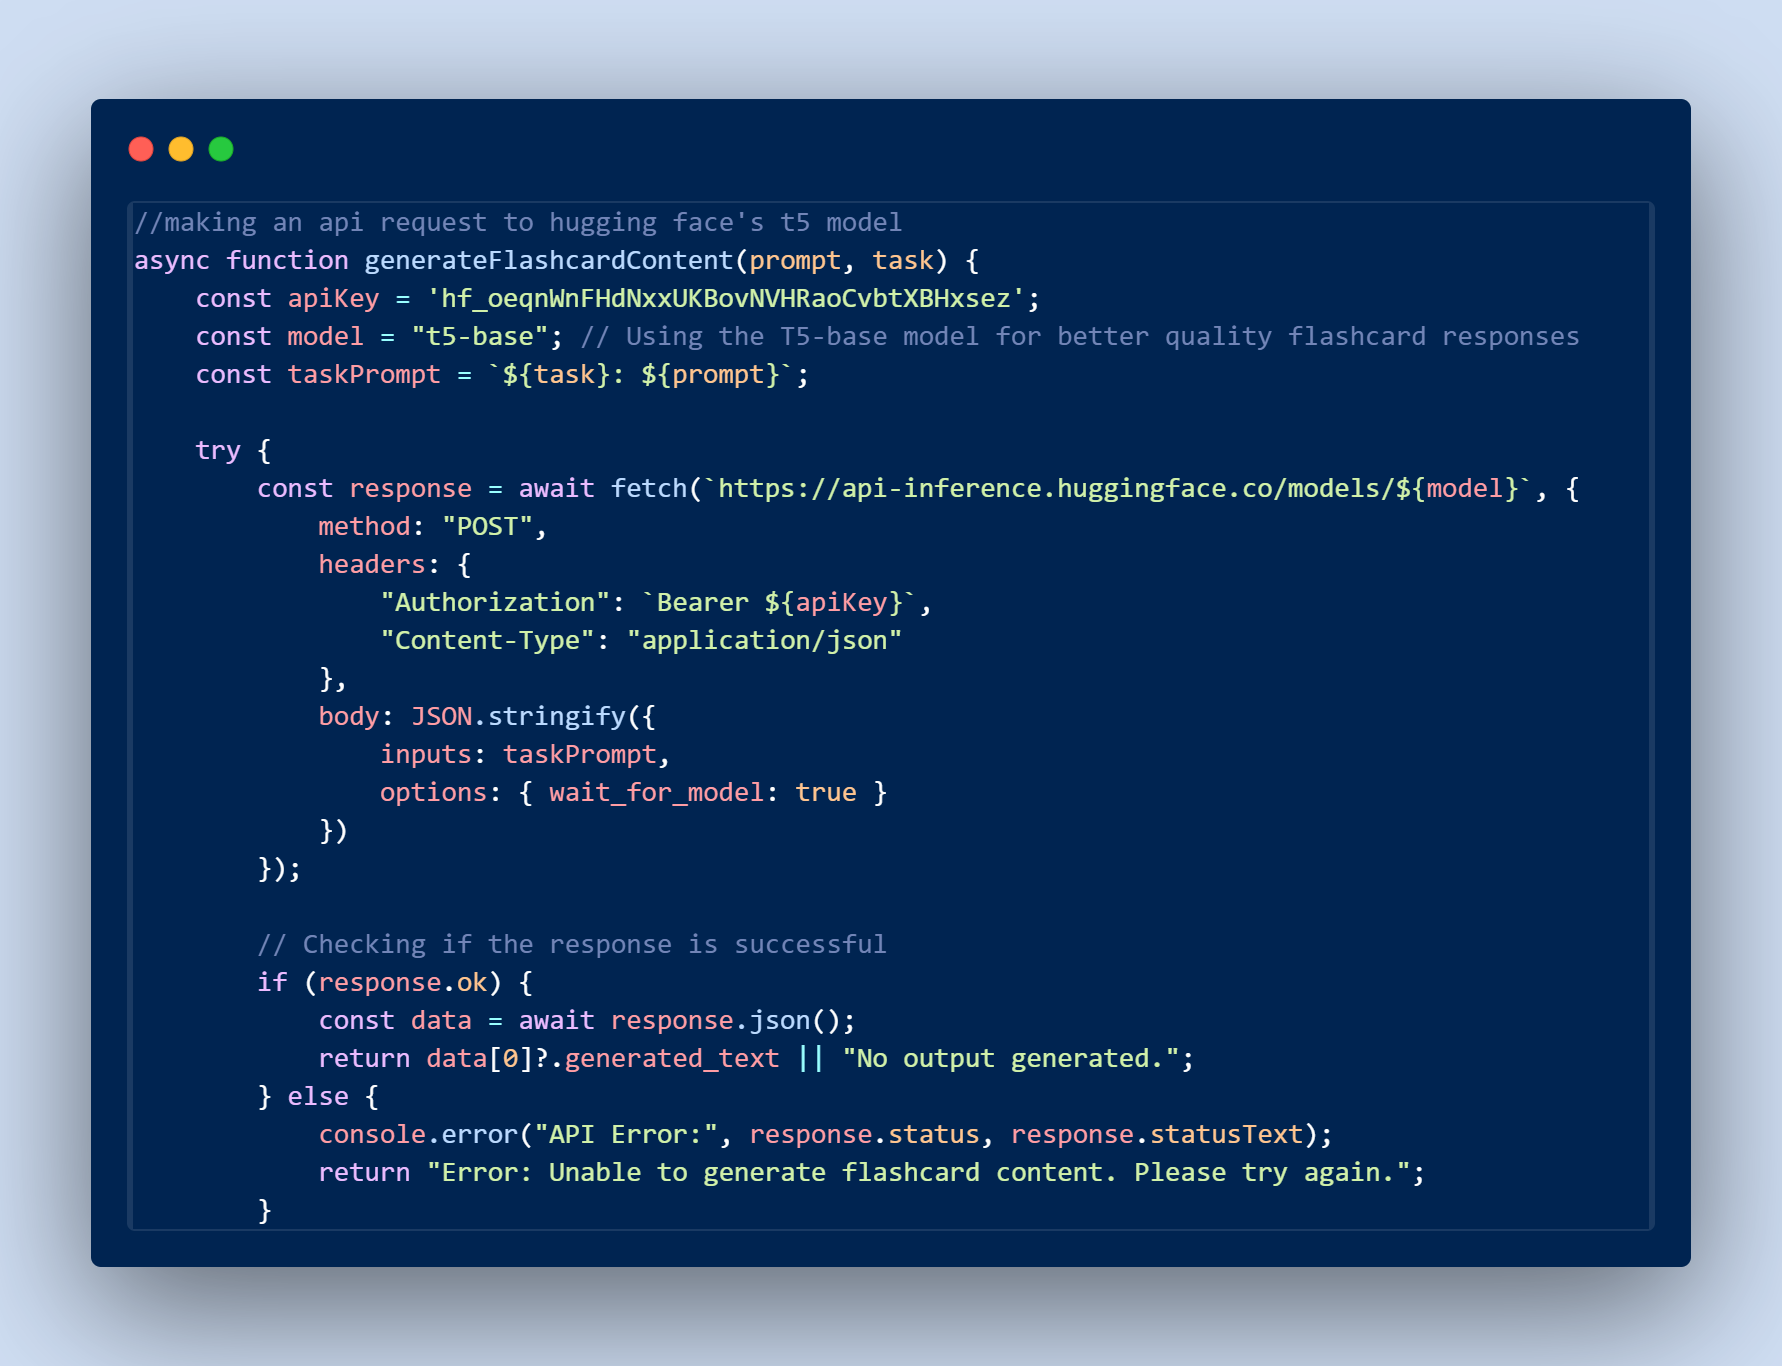 //making an api request to hugging face's t5 model
async function generateFlashcardContent(prompt, task) {
    const apiKey = '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';
    const model = "t5-base"; // Using the T5-base model for better quality flashcard responses
    const taskPrompt = `${task}: ${prompt}`;

    try {
        const response = await fetch(`https://api-inference.huggingface.co/models/${model}`, {
            method: "POST",
            headers: {
                "Authorization": `Bearer ${apiKey}`,
                "Content-Type": "application/json"
            },
            body: JSON.stringify({
                inputs: taskPrompt,
                options: { wait_for_model: true }
            })
        });

        // Checking if the response is successful
        if (response.ok) {
            const data = await response.json();
            return data[0]?.generated_text || "No output generated.";
        } else {
            console.error("API Error:", response.status, response.statusText);
            return "Error: Unable to generate flashcard content. Please try again.";
        }